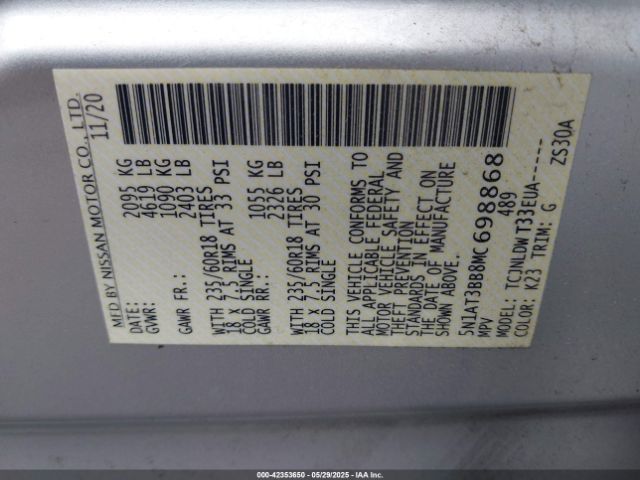 MFD BY NISSAN MOTOR CO., LTD.
DATE: 11/20
GVWR: 2095 KG
4619 LB
GAWR FR.: 1090 KG
2403 LB
WITH 235/60R18 TIRES
18 X 7.5 RIMS AT 33 PSI
COLD SINGLE
GAWR RR.: 1055 KG
2326 LB
WITH 235/60R18 TIRES
18 X 7.5 RIMS AT 30 PSI
COLD SINGLE
THIS VEHICLE CONFORMS TO
ALL APPLICABLE FEDERAL
MOTOR VEHICLE SAFETY AND
THEFT PREVENTION
STANDARDS IN EFFECT ON
THE DATE OF MANUFACTURE
SHOWN ABOVE.
5N1AT3BB8MC698868
MPV 489
MODEL: TCJNLDWT33EUA------
COLOR: K23 TRIM: G ZS30A
000-42353650 05/29/2025 IAA, Inc.